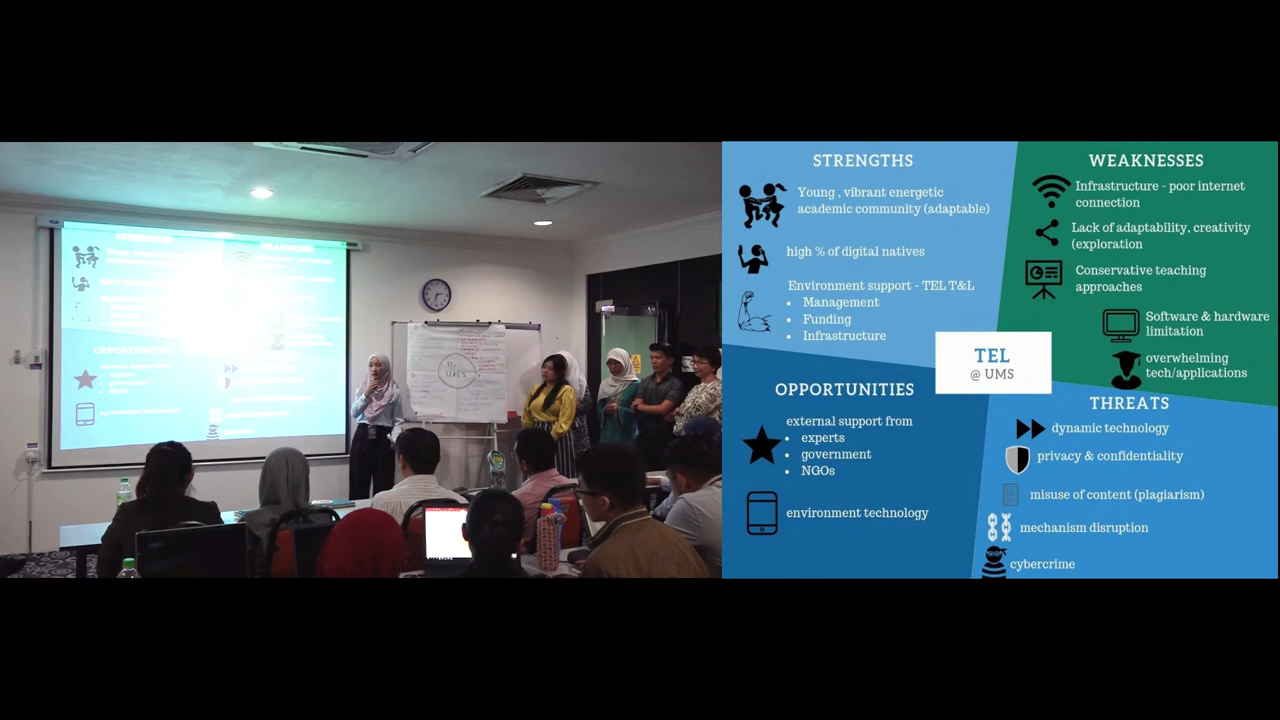 STRENGTHS
Young , vibrant energetic
academic community (adaptable)
high % of digital natives
Environment support - TEL T&L
• Management
• Funding
• Infrastructure
WEAKNESSES
Infrastructure - poor internet
connection
Lack of adaptability, creativity
(exploration
Conservative teaching
approaches
Software & hardware
limitation
overwhelming
tech/applications
TEL
@ UMS
OPPORTUNITIES
external support from
• experts
• government
• NGOs
environment technology
THREATS
dynamic technology
privacy & confidentiality
misuse of content (plagiarism)
mechanism disruption
cybercrime
UMS